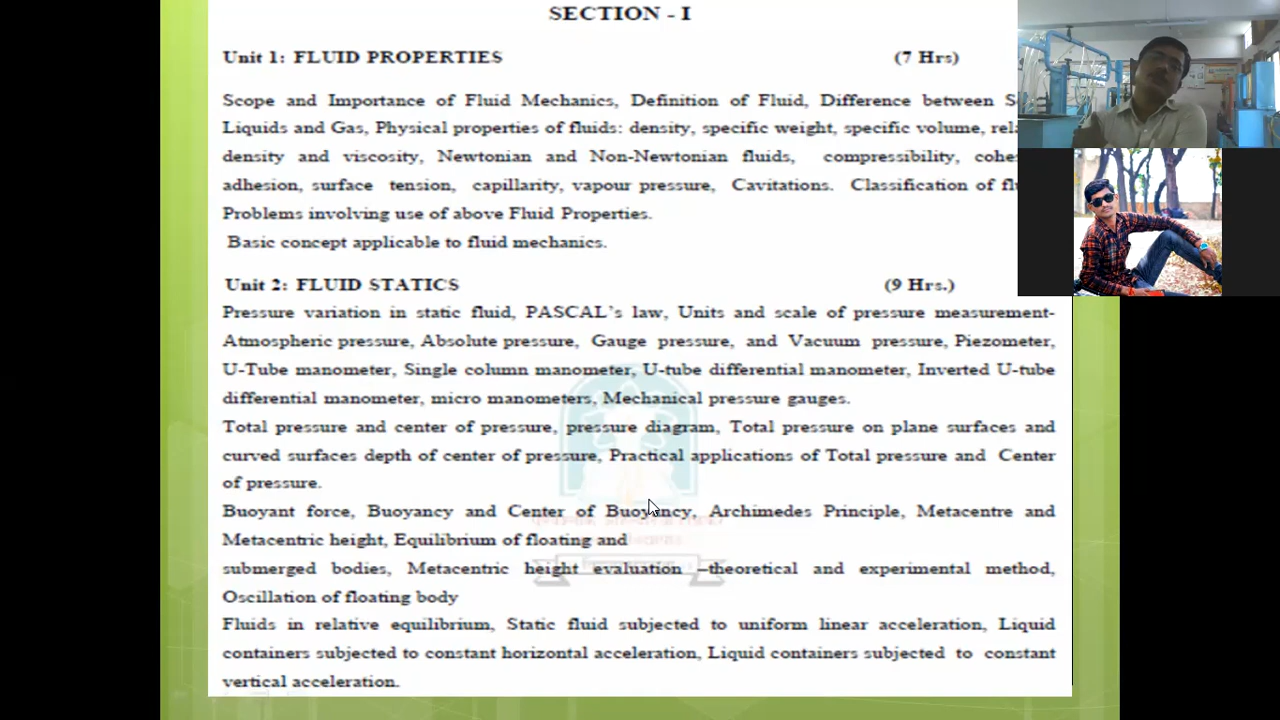 SECTION - I
Unit 1: FLUID PROPERTIES (7 Hrs)
Scope and Importance of Fluid Mechanics, Definition of Fluid, Difference between
Liquids and Gas, Physical properties of fluids: density, specific weight, specific volume,
density and viscosity, Newtonian and Non-Newtonian fluids, compressibility,
adhesion, surface tension, capillarity, vapour pressure, Cavitations. Classification of
Problems involving use of above Fluid Properties.
Basic concept applicable to fluid mechanics.
Unit 2: FLUID STATICS (9 Hrs.)
Pressure variation in static fluid, PASCAL's law, Units and scale of pressure measurement-
Atmospheric pressure, Absolute pressure, Gauge pressure, and Vacuum pressure, Piezometer,
U-Tube manometer, Single column manometer, U-tube differential manometer, Inverted U-tube
differential manometer, micro manometers, Mechanical pressure gauges.
Total pressure and center of pressure, pressure diagram, Total pressure on plane surfaces and
curved surfaces depth of center of pressure, Practical applications of Total pressure and Center
of pressure.
Buoyant force, Buoyancy and Center of Buoyancy, Archimedes Principle, Metacentre and
Metacentric height, Equilibrium of floating and
submerged bodies, Metacentric height evaluation –theoretical and experimental method,
Oscillation of floating body
Fluids in relative equilibrium, Static fluid subjected to uniform linear acceleration, Liquid
containers subjected to constant horizontal acceleration, Liquid containers subjected to constant
vertical acceleration.